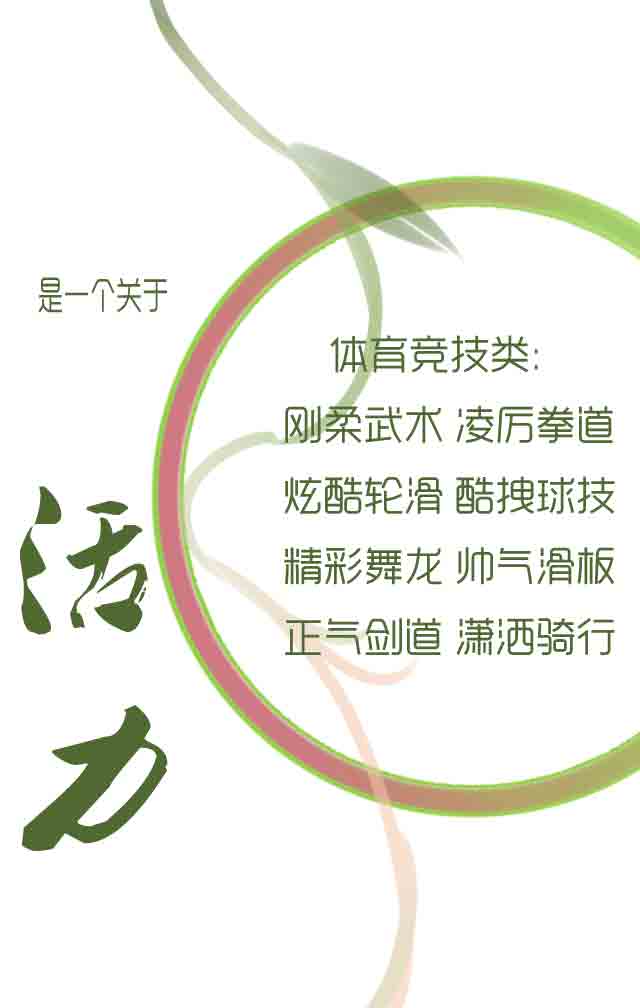 是一个关于
活力
体育竞技类:
刚柔武术 凌厉拳道
炫酷轮滑 酷拽球技
精彩舞龙 帅气滑板
正气剑道 潇洒骑行